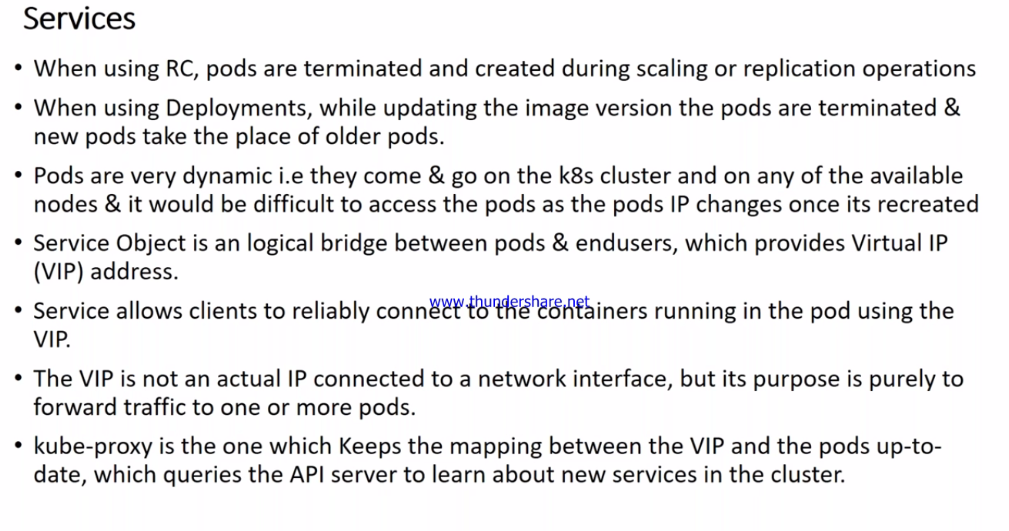 Services
• When using RC, pods are terminated and created during scaling or replication operations
• When using Deployments, while updating the image version the pods are terminated &
new pods take the place of older pods.
• Pods are very dynamic i.e they come & go on the k8s cluster and on any of the available
nodes & it would be difficult to access the pods as the pods IP changes once its recreated
• Service Object is an logical bridge between pods & endusers, which provides Virtual IP
(VIP) address.
www.thundershare.net
• Service allows clients to reliably connect to the containers running in the pod using the
VIP.
• The VIP is not an actual IP connected to a network interface, but its purpose is purely to
forward traffic to one or more pods.
• kube-proxy is the one which Keeps the mapping between the VIP and the pods up-to-
date, which queries the API server to learn about new services in the cluster.